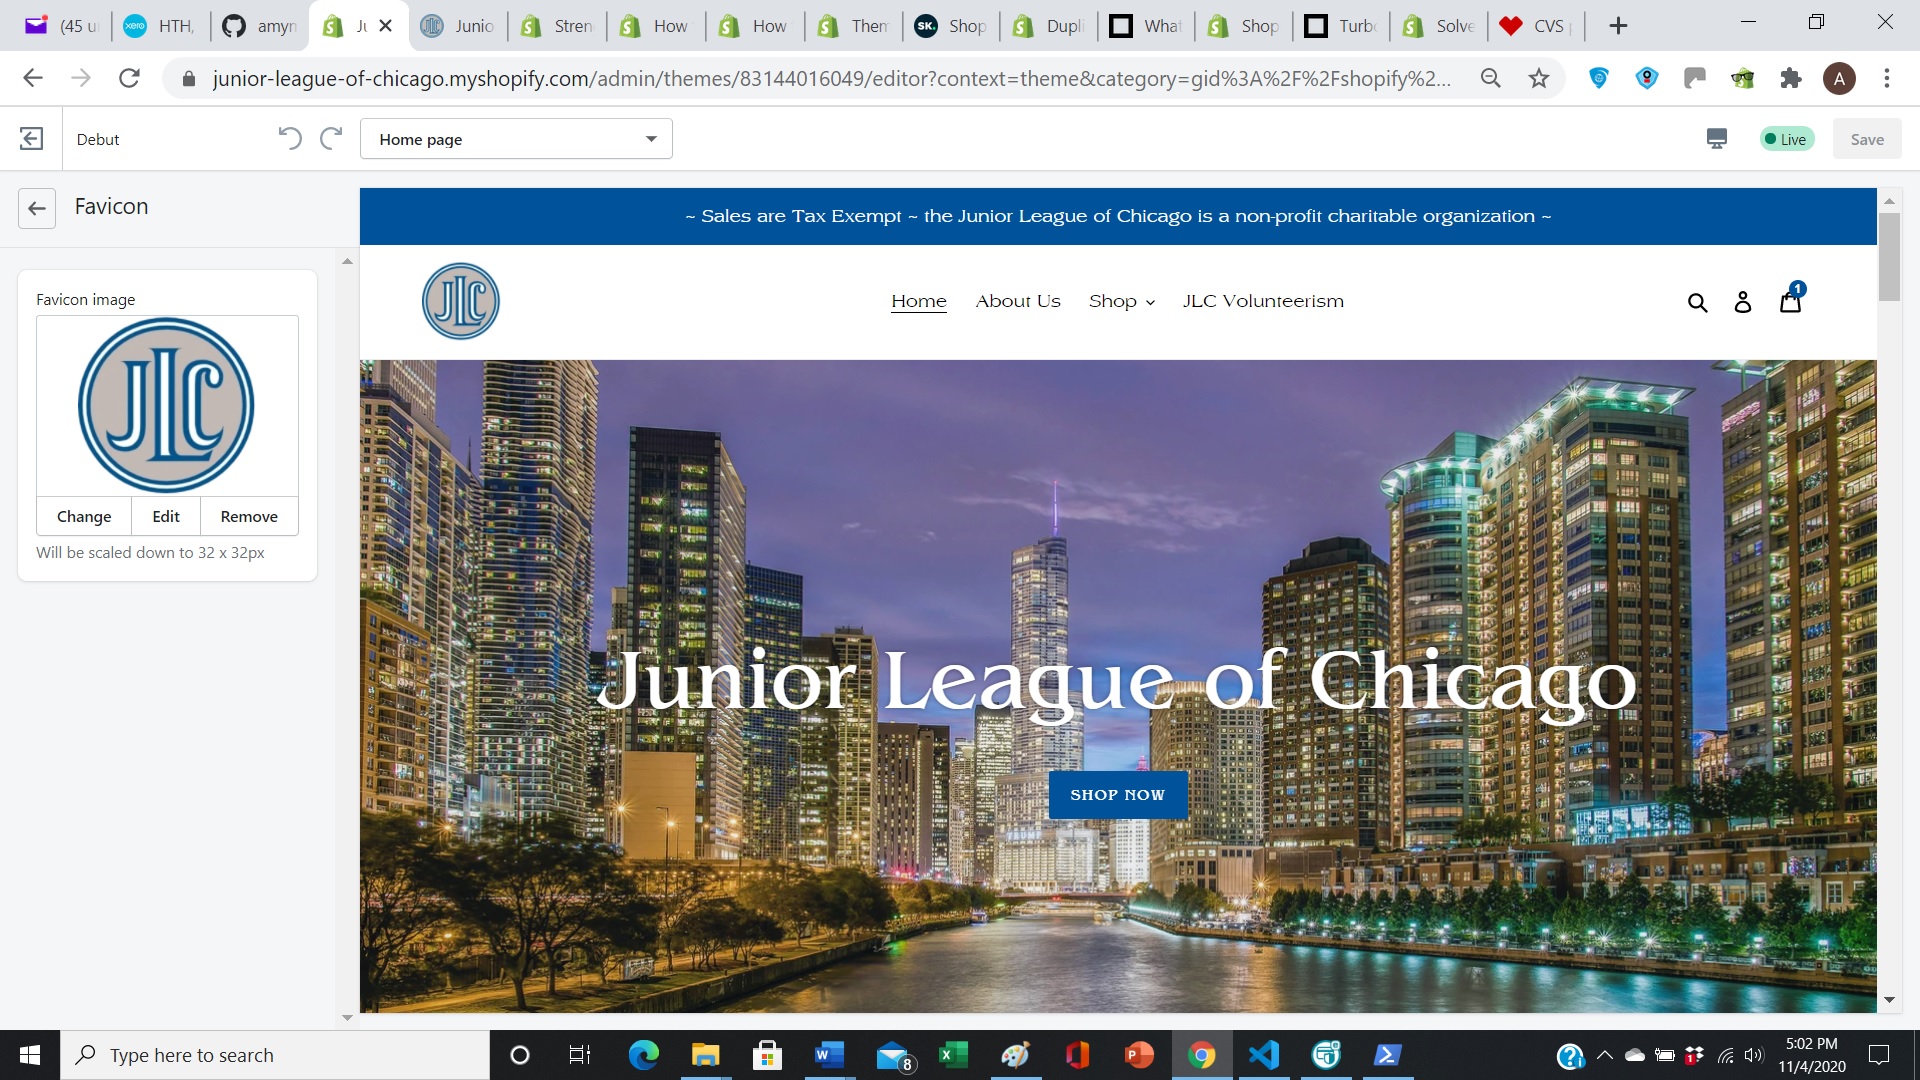 (45 u
xero
HTH,
amyn
Ju
Junio
Stren
How
How
Them
SK.
Shop
Dupli
What
Shop
Turbo
Solve
CVS
junior-league-of-chicago.myshopify.com/admin/themes/83144016049/editor?context=theme&category=gid%3A%2F%2Fshopify%2...
A
Debut
Home page
Live
Save
Favicon
~ Sales are Tax Exempt ~ the Junior League of Chicago is a non-profit charitable organization ~
Favicon image
JLC
Change
Edit
Remove
Will be scaled down to 32 x 32px
JLC
Home
About Us
Shop
JLC Volunteerism
1
Junior League of Chicago
SHOP NOW
Type here to search
8
1
5:02 PM
11/4/2020